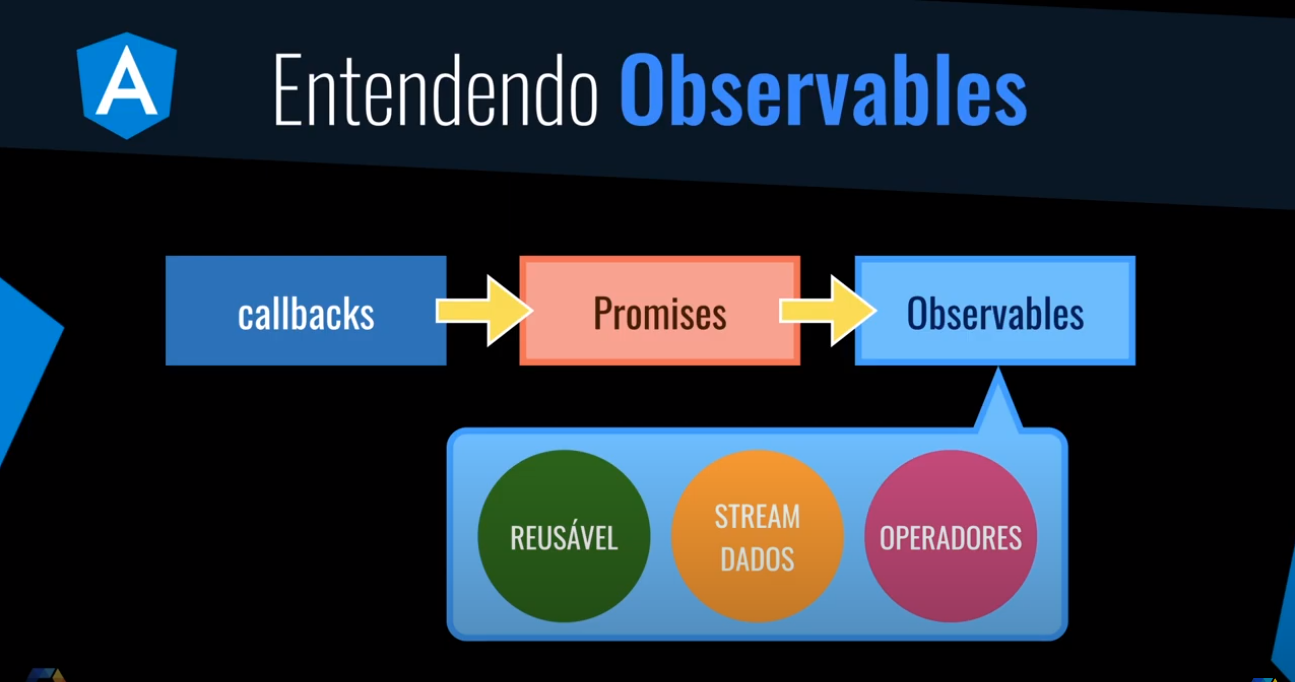 Entendendo Observables
callbacks
Promises
Observables
REUSÁVEL
STREAM
DADOS
OPERADORES